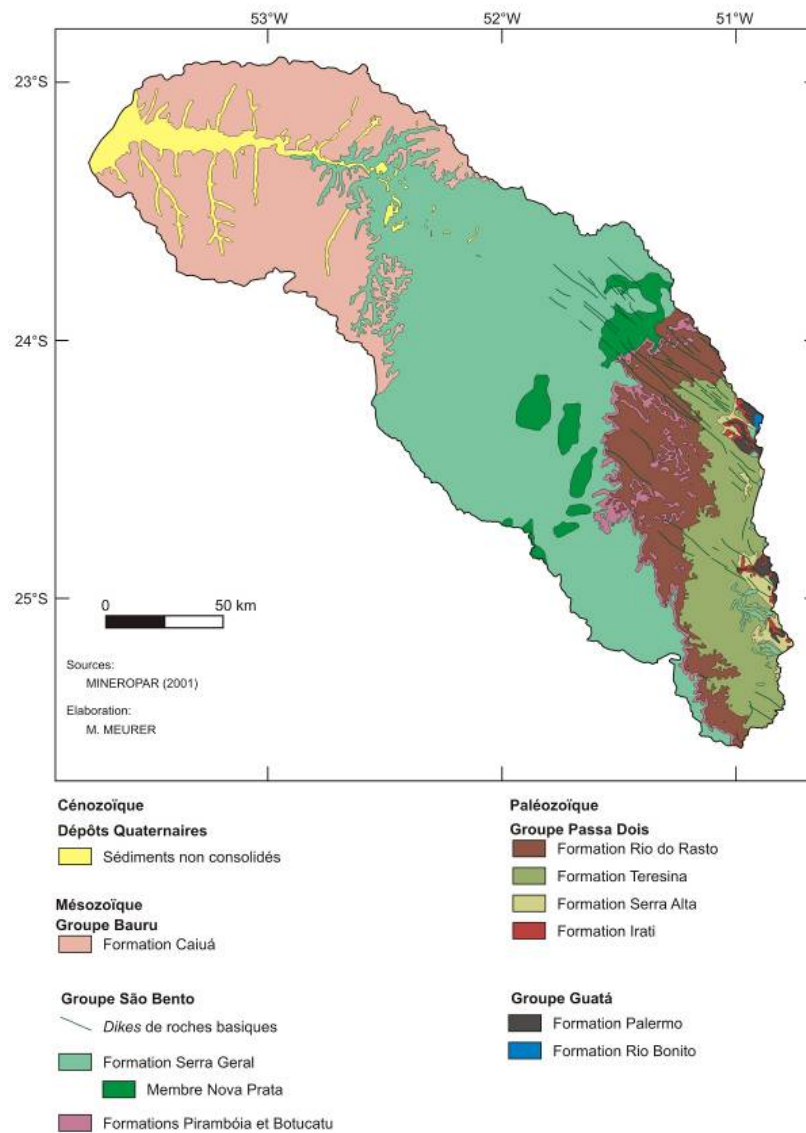 53°W 52°W 51°W
23°S
24°S
25°S
0 50 km
Sources:
MINEROPAR (2001)
Elaboration:
M. MEURER
Cénozoïque
Dépôts Quaternaires
Sédiments non consolidés
Mésozoïque
Groupe Bauru
Formation Caiuá
Groupe São Bento
Dikes de roches basiques
Formation Serra Geral
Membre Nova Prata
Formations Pirambóia et Botucatu
Paléozoïque
Groupe Passa Dois
Formation Rio do Rasto
Formation Teresina
Formation Serra Alta
Formation Irati
Groupe Guatá
Formation Palermo
Formation Rio Bonito